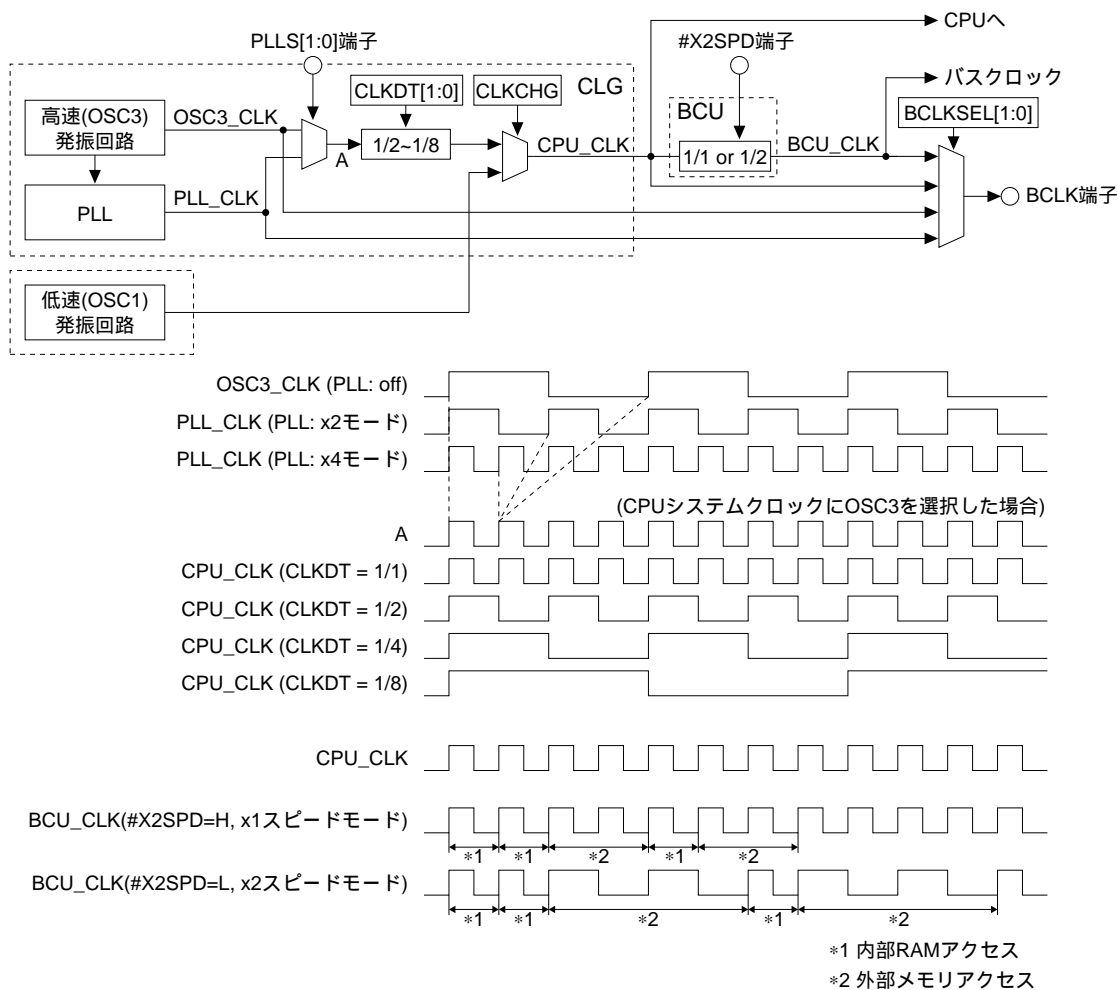 CPUへ
PLLS[1:0]端子
#X2SPD端子
バスクロック
CLKDT[1:0]
CLKCHG
CLG
BCU
BCLKSEL[1:0]
高速(OSC3)
発振回路
OSC3_CLK
A
1/2~1/8
CPU_CLK
1/1 or 1/2
BCU_CLK
PLL
PLL_CLK
BCLK端子
低速(OSC1)
発振回路
OSC3_CLK (PLL: off)
PLL_CLK (PLL: x2モード)
PLL_CLK (PLL: x4モード)
(CPUシステムクロックにOSC3を選択した場合)
A
CPU_CLK (CLKDT = 1/1)
CPU_CLK (CLKDT = 1/2)
CPU_CLK (CLKDT = 1/4)
CPU_CLK (CLKDT = 1/8)
CPU_CLK
BCU_CLK(#X2SPD=H, x1スピードモード)
*1 *1 *2 *1 *2
BCU_CLK(#X2SPD=L, x2スピードモード)
*1 *1 *2 *1 *2
*1 内部RAMアクセス
*2 外部メモリアクセス